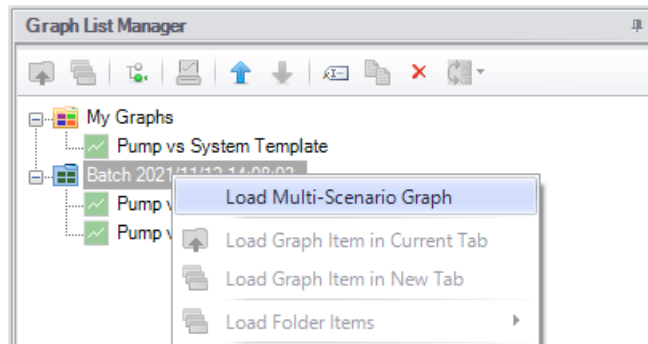 Graph List Manager
My Graphs
Pump vs System Template
Batch 2021/11/12 14:08:02
Load Multi-Scenario Graph
Pump v
Load Graph Item in Current Tab
Pump v
Load Graph Item in New Tab
Load Folder Items